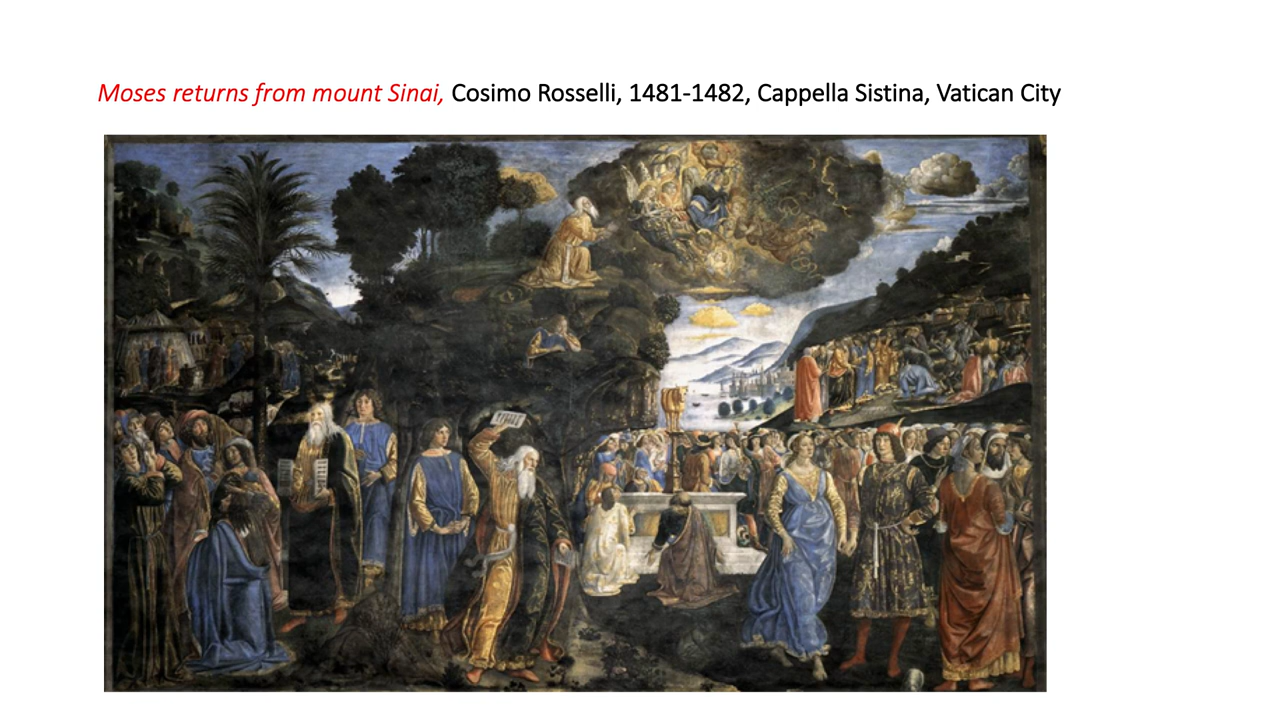 Moses returns from mount Sinai, Cosimo Rosselli, 1481-1482, Cappella Sistina, Vatican City